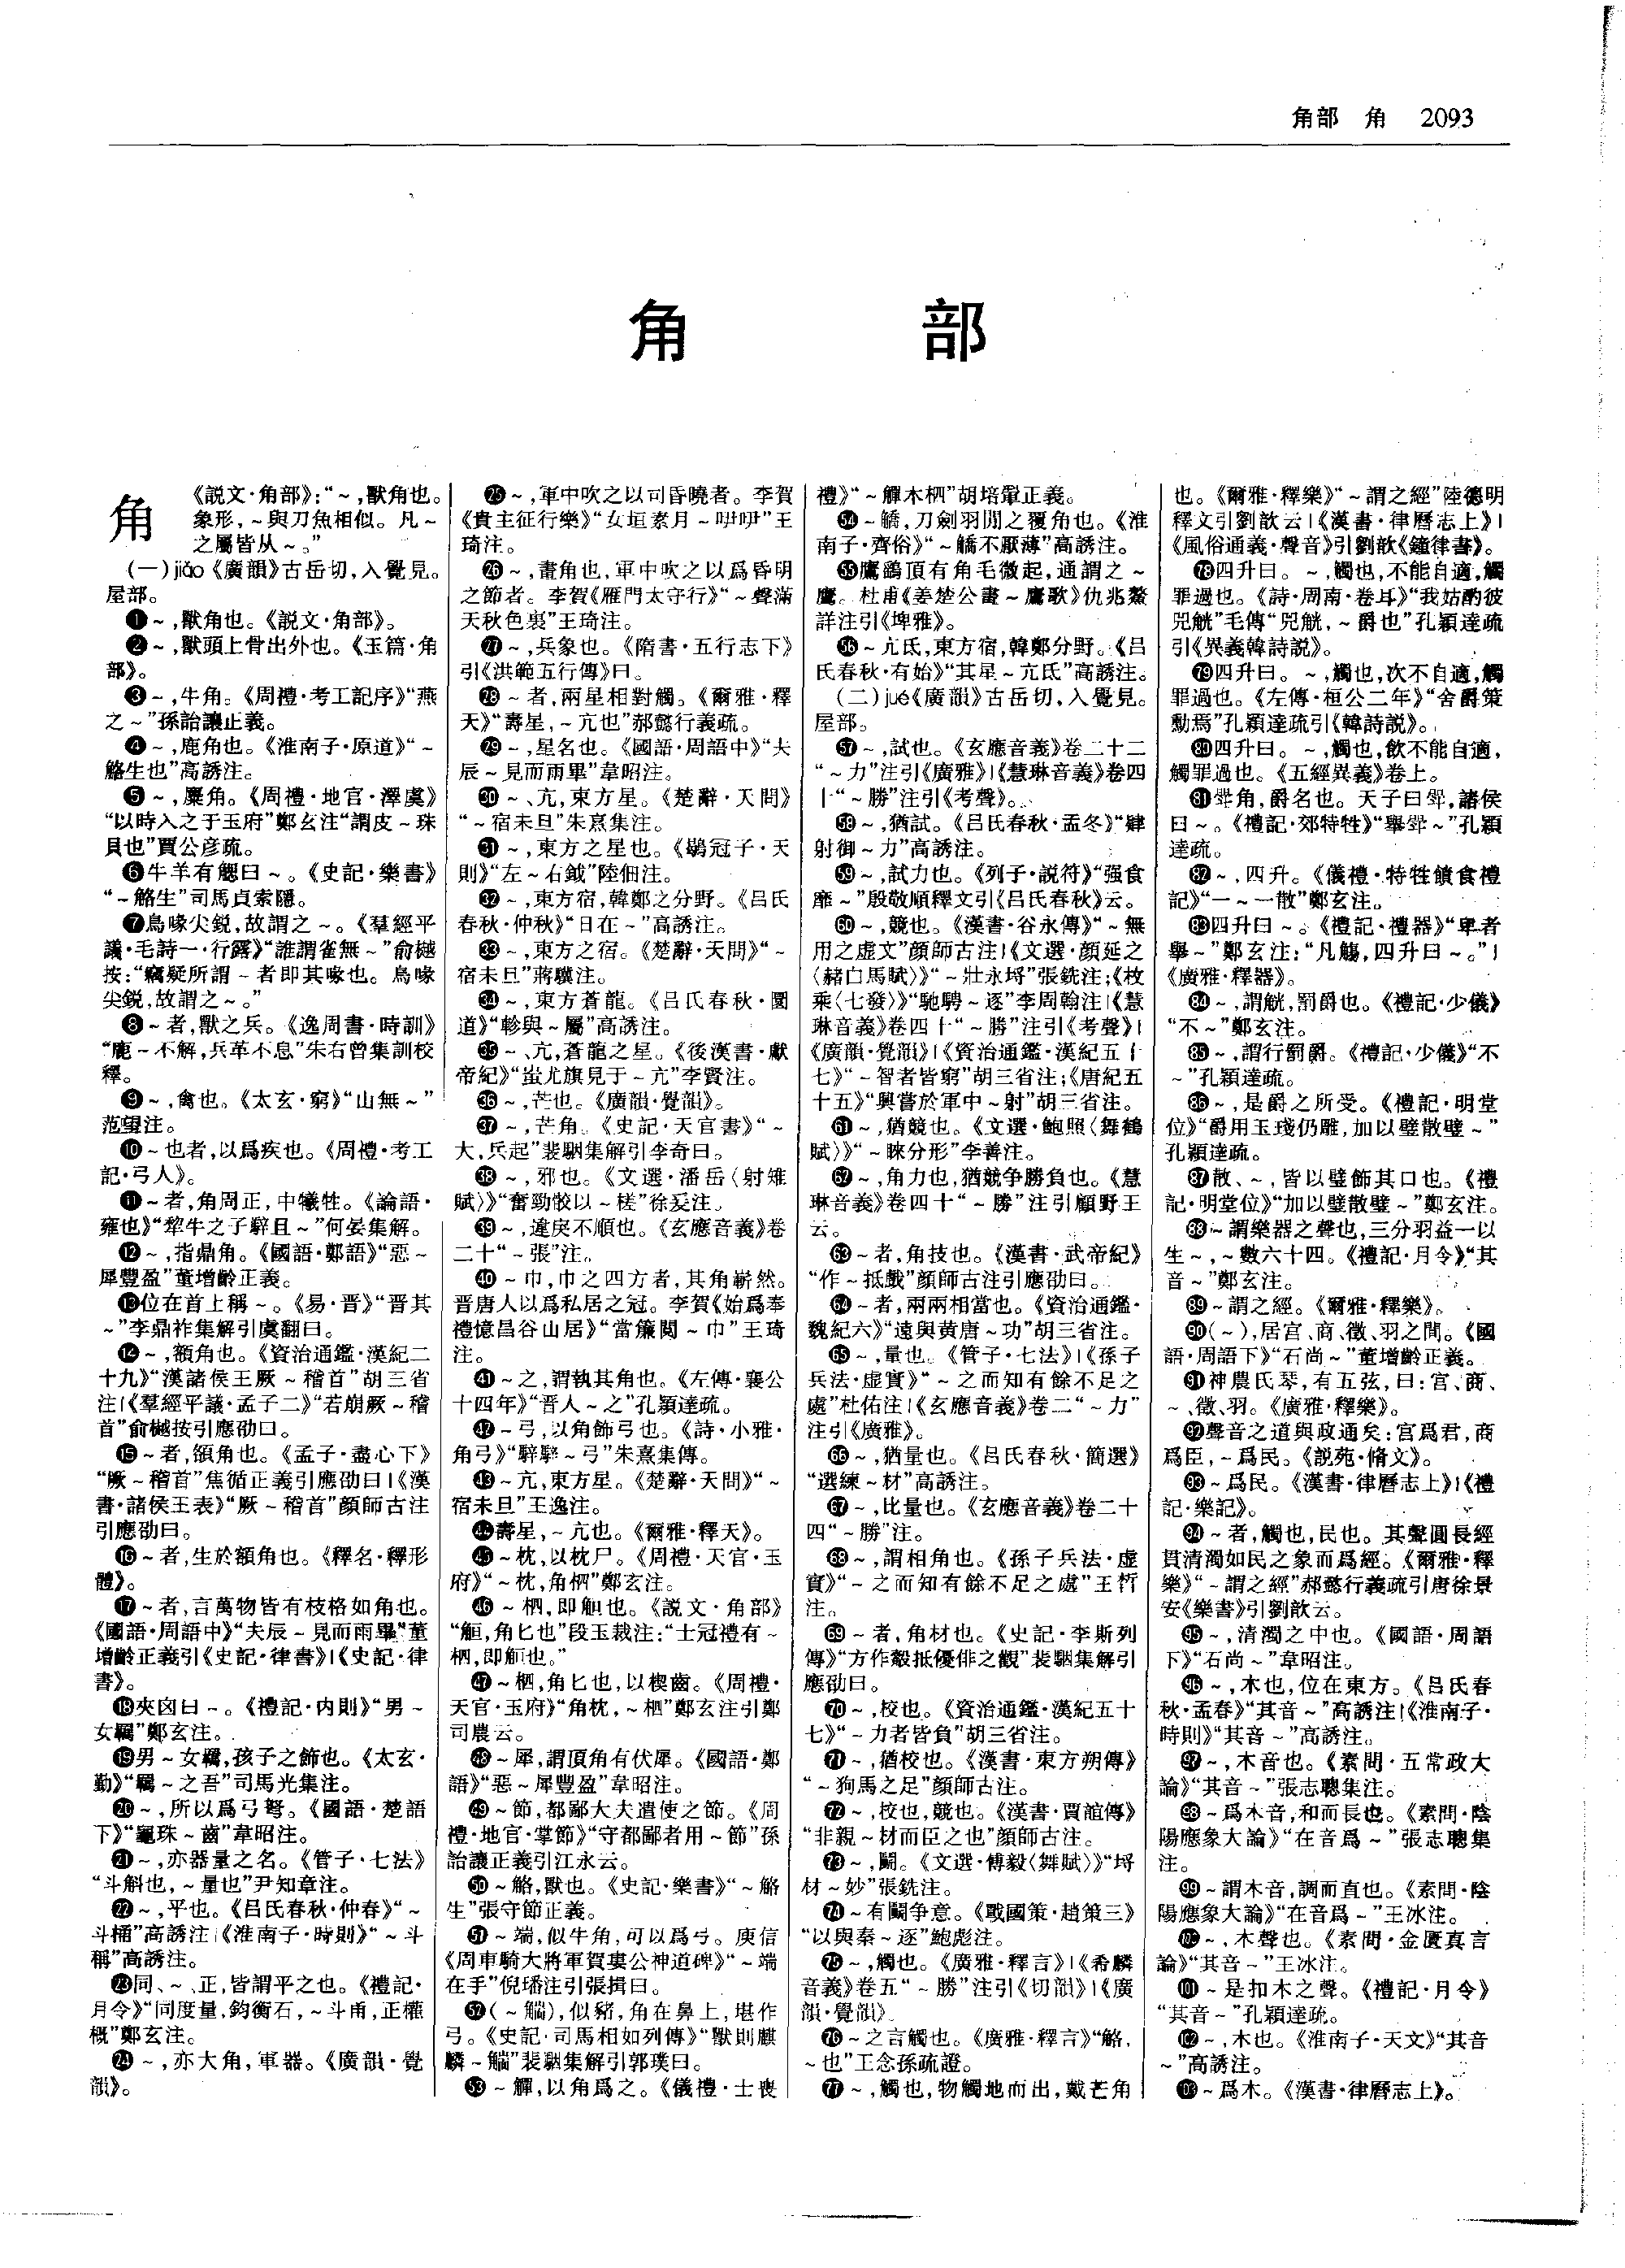 角部 角 2093
角 部
角
《説文·角部》:“~,獸角也。
象形,~與刀魚相似。凡~
之屬皆从~。”
(一)jiǎo《廣韻》古岳切,入覺見。
屋部。
❶~,獸角也。《説文·角部》。
❷~,獸頭上骨出外也。《玉篇·角
部》。
❸~,牛角。《周禮·考工記序》“燕
之~”孫詒讓正義。
❹~,鹿角也。《淮南子·原道》“~
觡生也”高誘注。
❺~,麋角。《周禮·地官·澤虞》
“以時入之于玉府”鄭玄注“謂皮~珠
貝也”賈公彦疏。
❻牛羊有䚡曰~。《史記·樂書》
“~觡生”司馬貞索隱。
❼鳥喙尖鋭,故謂之~。《羣經平
議·毛詩一·行露》“誰謂雀無~”俞樾
按:“竊疑所謂~者即其喙也。鳥喙
尖鋭,故謂之~。”
❽~者,獸之兵。《逸周書·時訓》
“鹿~不解,兵革不息”朱右曾集訓校
釋。
❾~,禽也。《太玄·窮》“山無~”
范望注。
❿~也者,以爲疾也。《周禮·考工
記·弓人》。
⓫~者,角周正,中犧牲。《論語·
雍也》“犂牛之子騂且~”何晏集解。
⓬~,指鼎角。《國語·鄭語》“惡~
犀豐盈”董增齡正義。
⓭位在首上稱~。《易·晋》“晋其
~”李鼎祚集解引虞翻曰。
⓮~,額角也。《資治通鑑·漢紀二
十九》“漢諸侯王厥~稽首”胡三省
注|《羣經平議·孟子二》“若崩厥~稽
首”俞樾按引應劭曰。
⓯~者,頟角也。《孟子·盡心下》
“厥~稽首”焦循正義引應劭曰|《漢
書·諸侯王表》“厥~稽首”顔師古注
引應劭曰。
⓰~者,生於額角也。《釋名·釋形
體》。
⓱~者,言萬物皆有枝格如角也。
《國語·周語中》“夫辰~見而雨畢”董
增齡正義引《史記·律書》|《史記·律
書》。
⓲夾囟曰~。《禮記·内則》“男~
女羈”鄭玄注。
⓳男~女羈,孩子之飾也。《太玄·
勤》“羈~之吾”司馬光集注。
⓴~,所以爲弓弩。《國語·楚語
下》“龜珠~齒”韋昭注。
㉑~,亦器量之名。《管子·七法》
“斗斛也,~量也”尹知章注。
㉒~,平也。《吕氏春秋·仲春》“~
斗桶”高誘注|《淮南子·時則》“~斗
稱”高誘注。
㉓同、~、正,皆謂平之也。《禮記·
月令》“同度量,鈞衡石,~斗甬,正權
概”鄭玄注。
㉔~,亦大角,軍器。《廣韻·覺
韻》。
㉕~,軍中吹之以司昏曉者。李賀
《貴主征行樂》“女垣素月~咿咿”王
琦注。
㉖~,畫角也,軍中吹之以爲昏明
之節者。李賀《雁門太守行》“~聲滿
天秋色裏”王琦注。
㉗~,兵象也。《隋書·五行志下》
引《洪範五行傳》曰。
㉘~者,兩星相對觸。《爾雅·釋
天》“壽星,~亢也”郝懿行義疏。
㉙~,星名也。《國語·周語中》“夫
辰~見而雨畢”韋昭注。
㉚~、亢,東方星。《楚辭·天問》
“~宿未旦”朱熹集注。
㉛~,東方之星也。《鶡冠子·天
則》“左~右鉞”陸佃注。
㉜~,東方宿,韓鄭之分野。《吕氏
春秋·仲秋》“日在~”高誘注。
㉝~,東方之宿。《楚辭·天問》“~
宿未旦”蔣驥注。
㉞~,東方蒼龍。《吕氏春秋·圜
道》“軫與~屬”高誘注。
㉟~、亢,蒼龍之星。《後漢書·獻
帝紀》“蚩尤旗見于~亢”李賢注。
㊱~,芒也。《廣韻·覺韻》。
㊲~,芒角。《史記·天官書》“~
大,兵起”裴駰集解引李奇曰。
㊳~,邪也。《文選·潘岳〈射雉
賦〉》“奮勁骹以~槎”徐爰注。
㊴~,違戾不順也。《玄應音義》卷
二十“~張”注。
㊵~巾,巾之四方者,其角嶄然。
晋唐人以爲私居之冠。李賀《始爲奉
禮憶昌谷山居》“當簾閲~巾”王琦
注。
㊶~之,謂執其角也。《左傳·襄公
十四年》“晋人~之”孔穎達疏。
㊷~弓,以角飾弓也。《詩·小雅·
角弓》“騂騂~弓”朱熹集傳。
㊸~亢,東方星。《楚辭·天問》“~
宿未旦”王逸注。
㊹壽星,~亢也。《爾雅·釋天》。
㊺~枕,以枕尸。《周禮·天官·玉
府》“~枕,角柶”鄭玄注。
㊻~柶,即觛也。《説文·角部》
“觛,角匕也”段玉裁注:“士冠禮有~
柶,即觛也。”
㊼~柶,角匕也,以楔齒。《周禮·
天官·玉府》“角枕,~柶”鄭玄注引鄭
司農云。
㊽~犀,謂頂角有伏犀。《國語·鄭
語》“惡~犀豐盈”韋昭注。
㊾~節,都鄙大夫遣使之節。《周
禮·地官·掌節》“守都鄙者用~節”孫
詒讓正義引江永云。
㊿~觡,獸也。《史記·樂書》“~觡
生”張守節正義。
51~端,似牛角,可以爲弓。庾信
《周車騎大將軍賀婁公神道碑》“~端
在手”倪璠注引張揖曰。
52(~觿),似豬,角在鼻上,堪作
弓。《史記·司馬相如列傳》“獸則麒
麟~䚎”裴駰集解引郭璞曰。
53~觶,以角爲之。《儀禮·士喪
禮》“~觶木柶”胡培翬正義。
54~觿,刀劍羽間之覆角也。《淮
南子·齊俗》“~觿不厭薄”高誘注。
55鷹鷂頂有角毛微起,通謂之~
鷹。杜甫《姜楚公畫~鷹歌》仇兆鰲
詳注引《埤雅》。
56~亢氐,東方宿,韓鄭分野。《吕
氏春秋·有始》“其星~亢氐”高誘注。
(二)jué《廣韻》古岳切,入覺見。
屋部。
57~,試也。《玄應音義》卷二十二
“~力”注引《廣雅》|《慧琳音義》卷四
十“~勝”注引《考聲》。
58~,猶試。《吕氏春秋·孟冬》“肄
射御~力”高誘注。
59~,試力也。《列子·説符》“强食
靡~”殷敬順釋文引《吕氏春秋》云。
60~,競也。《漢書·谷永傳》“~無
用之虚文”顔師古注|《文選·顔延之
〈赭白馬賦〉》“~壯永埒”張銑注;《枚
乘〈七發〉》“馳騁~逐”李周翰注|《慧
琳音義》卷四十“~勝”注引《考聲》|
《廣韻·覺韻》|《資治通鑑·漢紀五十
七》“~智者皆窮”胡三省注;《唐紀五
十五》“興嘗於軍中~射”胡三省注。
61~,猶競也。《文選·鮑照〈舞鶴
賦〉》“~睞分形”李善注。
62~,角力也,猶競争勝負也。《慧
琳音義》卷四十“~勝”注引顧野王
云。
63~者,角技也。《漢書·武帝紀》
“作~抵戲”顔師古注引應劭曰。
64~者,兩兩相當也。《資治通鑑·
魏紀六》“遠與黄唐~功”胡三省注。
65~,量也。《管子·七法》|《孫子
兵法·虚實》“~之而知有餘不足之
處”杜佑注|《玄應音義》卷二“~力”
注引《廣雅》。
66~,猶量也。《吕氏春秋·簡選》
“選練~材”高誘注。
67~,比量也。《玄應音義》卷二十
四“~勝”注。
68~,謂相角也。《孫子兵法·虚
實》“~之而知有餘不足之處”王晳
注。
69~者,角材也。《史記·李斯列
傳》“方作觳抵優俳之觀”裴駰集解引
應劭曰。
70~,校也。《資治通鑑·漢紀五十
七》“~力者皆負”胡三省注。
71~,猶校也。《漢書·東方朔傳》
“~狗馬之足”顔師古注。
72~,校也,競也。《漢書·賈誼傳》
“非親~材而臣之也”顔師古注。
73~,鬭。《文選·傅毅〈舞賦〉》“埒
材~妙”張銑注。
74~有鬭争意。《戰國策·趙策三》
“以與秦~逐”鮑彪注。
75~,觸也。《廣雅·釋言》|《希麟
音義》卷五“~勝”注引《切韻》|《廣
韻·覺韻》。
76~之言觸也。《廣雅·釋言》“觡,
~也”王念孫疏證。
77~,觸也,物觸地而出,戴芒角
也。《爾雅·釋樂》“~謂之經”陸德明
釋文引劉歆云|《漢書·律曆志上》|
《風俗通義·聲音》引劉歆《鐘律書》。
78四升曰。~,觸也,不能自適,觸
罪過也。《詩·周南·卷耳》“我姑酌彼
兕觥”毛傳“兕觥,~爵也”孔穎達疏
引《異義韓詩説》。
79四升曰。~,觸也,次不自適,觸
罪過也。《左傳·桓公二年》“舍爵策
勳焉”孔穎達疏引《韓詩説》。
80四升曰。~,觸也,飲不能自適,
觸罪過也。《五經異義》卷上。
81斝角,爵名也。天子曰斝,諸侯
曰~。《禮記·郊特牲》“舉斝~”孔穎
達疏。
82~,四升。《儀禮·特牲饋食禮
記》“一~一散”鄭玄注。
83四升曰~。《禮記·禮器》“卑者
舉~”鄭玄注:“凡觴,四升曰~。”|
《廣雅·釋器》。
84~,謂觥,罰爵也。《禮記·少儀》
“不~”鄭玄注。
85~,謂行罰爵。《禮記·少儀》“不
~”孔穎達疏。
86~,是爵之所受。《禮記·明堂
位》“爵用玉琖仍雕,加以璧散璧~”
孔穎達疏。
87散、~,皆以璧飾其口也。《禮
記·明堂位》“加以璧散璧~”鄭玄注。
88~謂樂器之聲也,三分羽益一以
生~,~數六十四。《禮記·月令》“其
音~”鄭玄注。
89~謂之經。《爾雅·釋樂》。
90(~),居宫、商、徵、羽之間。《國
語·周語下》“石尚~”董增齡正義。
91神農氏琴,有五弦,曰:宫、商、
~、徵、羽。《廣雅·釋樂》。
92聲音之道與政通矣:宫爲君,商
爲臣,~爲民。《説苑·脩文》。
93~爲民。《漢書·律曆志上》|《禮
記·樂記》。
94~者,觸也,民也。其聲圓長經
貫清濁如民之象而爲經。《爾雅·釋
樂》“~謂之經”郝懿行義疏引唐徐景
安《樂書》引劉歆云。
95~,清濁之中也。《國語·周語
下》“石尚~”韋昭注。
96~,木也,位在東方。《吕氏春
秋·孟春》“其音~”高誘注|《淮南子·
時則》“其音~”高誘注。
97~,木音也。《素問·五常政大
論》“其音~”張志聰集注。
98~爲木音,和而長也。《素問·陰
陽應象大論》“在音爲~”張志聰集
注。
99~謂木音,調而直也。《素問·陰
陽應象大論》“在音爲~”王冰注。
100~,木聲也。《素問·金匱真言
論》“其音~”王冰注。
101~是扣木之聲。《禮記·月令》
“其音~”孔穎達疏。
102~,木也。《淮南子·天文》“其音
~”高誘注。
103~爲木。《漢書·律曆志上》。